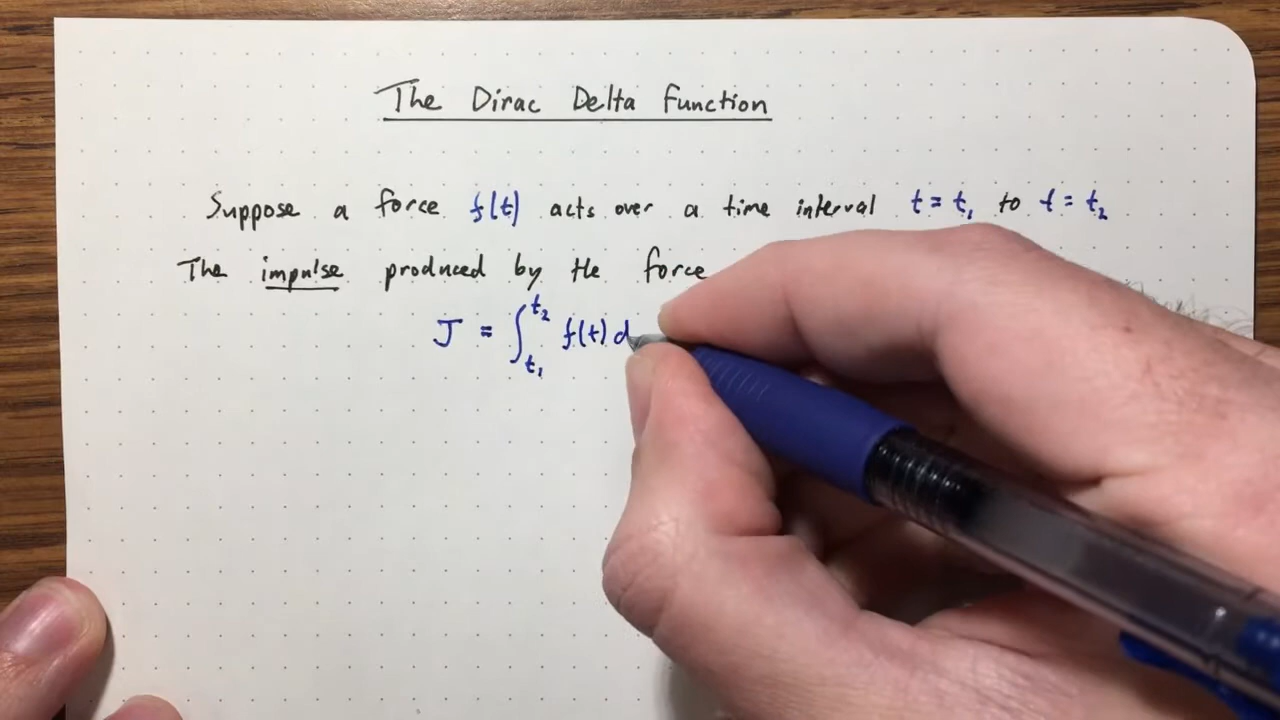 The Dirac Delta Function
Suppose a force f(t) acts over a time interval t = t₁ to t = t₂
The impulse produced by the force
J = ∫_{t₁}^{t₂} f(t) d